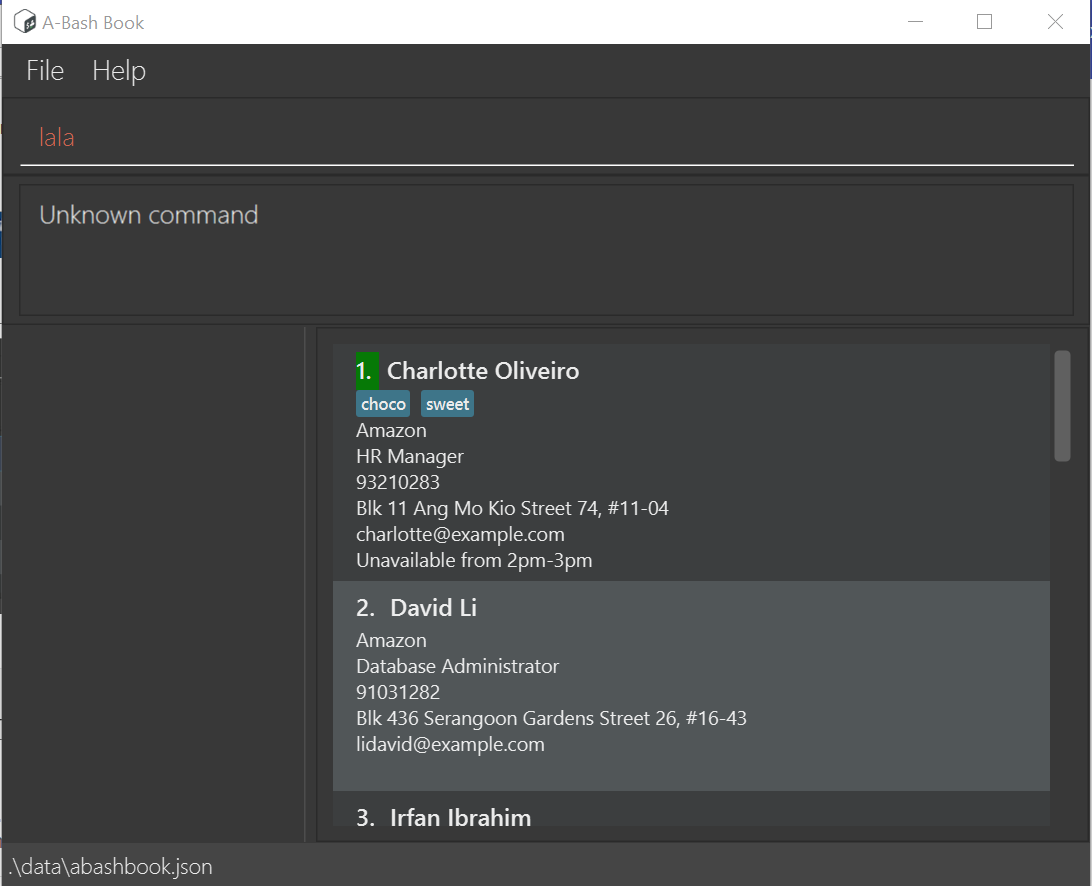 A-Bash Book
File Help
lala
Unknown command
1. Charlotte Oliveiro
choco sweet
Amazon
HR Manager
93210283
Blk 11 Ang Mo Kio Street 74, #11-04
charlotte@example.com
Unavailable from 2pm-3pm
2. David Li
Amazon
Database Administrator
91031282
Blk 436 Serangoon Gardens Street 26, #16-43
lidavid@example.com
3. Irfan Ibrahim
.\data\abashbook.json